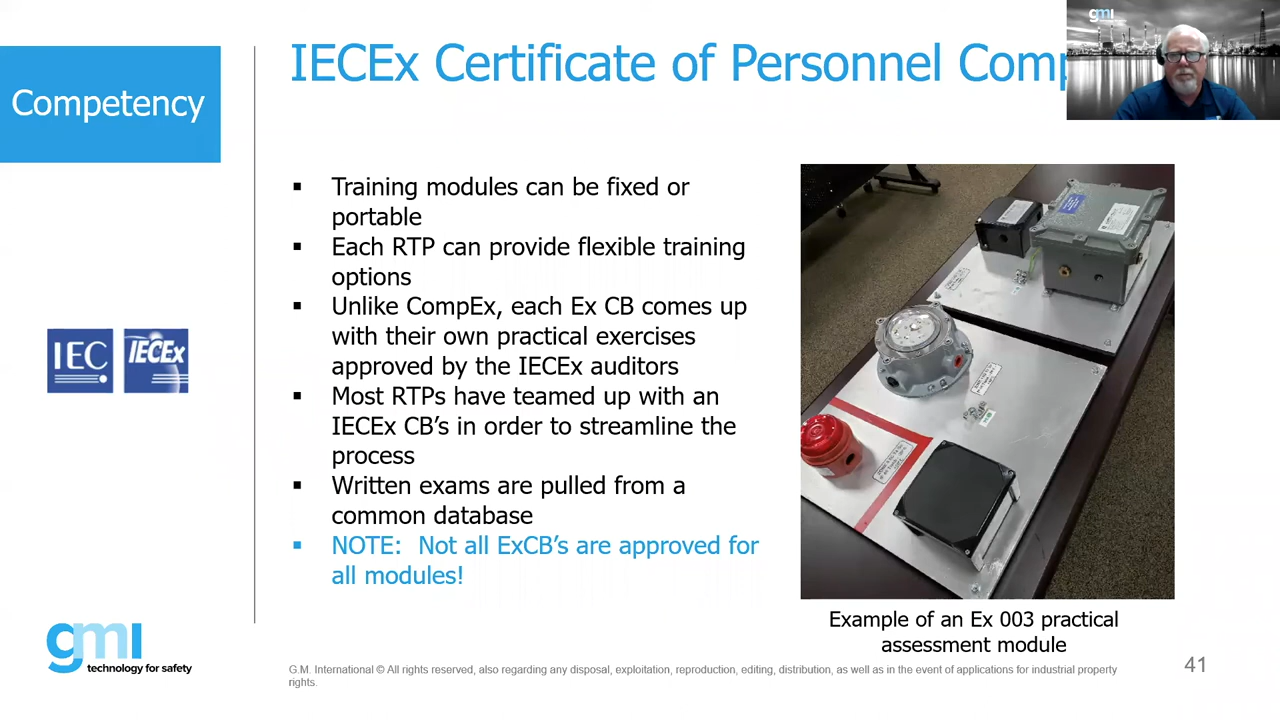 gmi
IECEx Certificate of Personnel Comp
Competency
▪ Training modules can be fixed or
portable
▪ Each RTP can provide flexible training
options
▪ Unlike CompEx, each Ex CB comes up
with their own practical exercises
approved by the IECEx auditors
▪ Most RTPs have teamed up with an
IECEx CB’s in order to streamline the
process
▪ Written exams are pulled from a
common database
▪ NOTE: Not all ExCB’s are approved for
all modules!
IEC IECEx
Example of an Ex 003 practical
assessment module
gmi
technology for safety
G.M. International © All rights reserved, also regarding any disposal, exploitation, reproduction, editing, distribution, as well as in the event of applications for industrial property
rights.
41